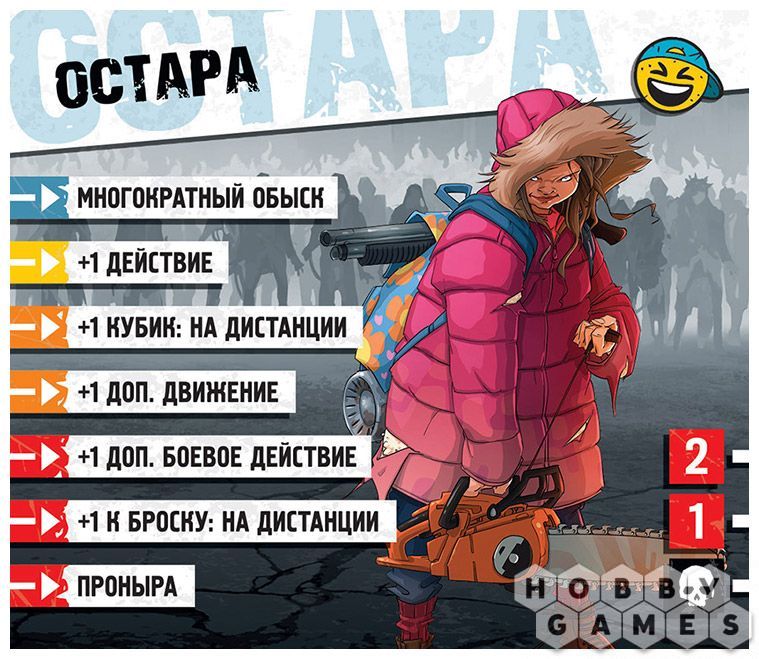 ОСТАРА
ОСТАРА
МНОГОКРАТНЫЙ ОБЫСК
+1 ДЕЙСТВИЕ
+1 КУБИК: НА ДИСТАНЦИИ
+1 ДОП. ДВИЖЕНИЕ
+1 ДОП. БОЕВОЕ ДЕЙСТВИЕ
2
+1 К БРОСКУ: НА ДИСТАНЦИИ
1
ПРОНЫРА
HOBBY
GAMES